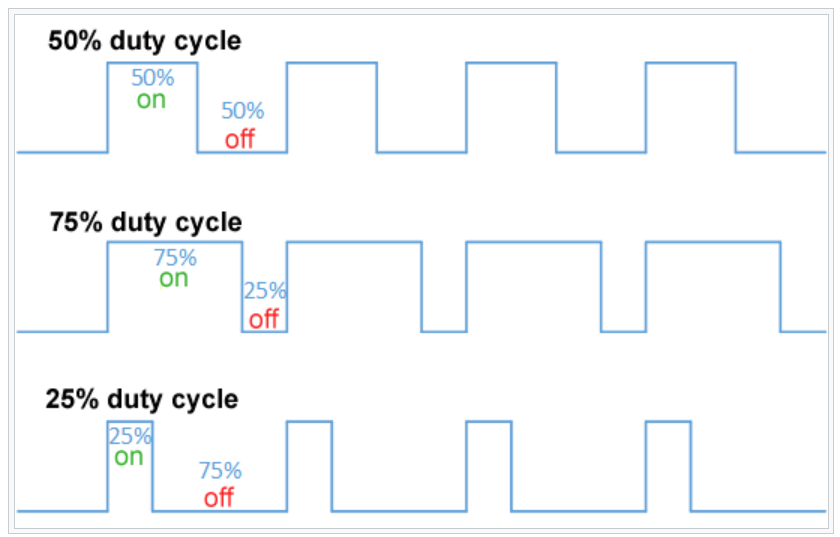 50% duty cycle
50%
on
50%
off
75% duty cycle
75%
on
25%
off
25% duty cycle
25%
on
75%
off